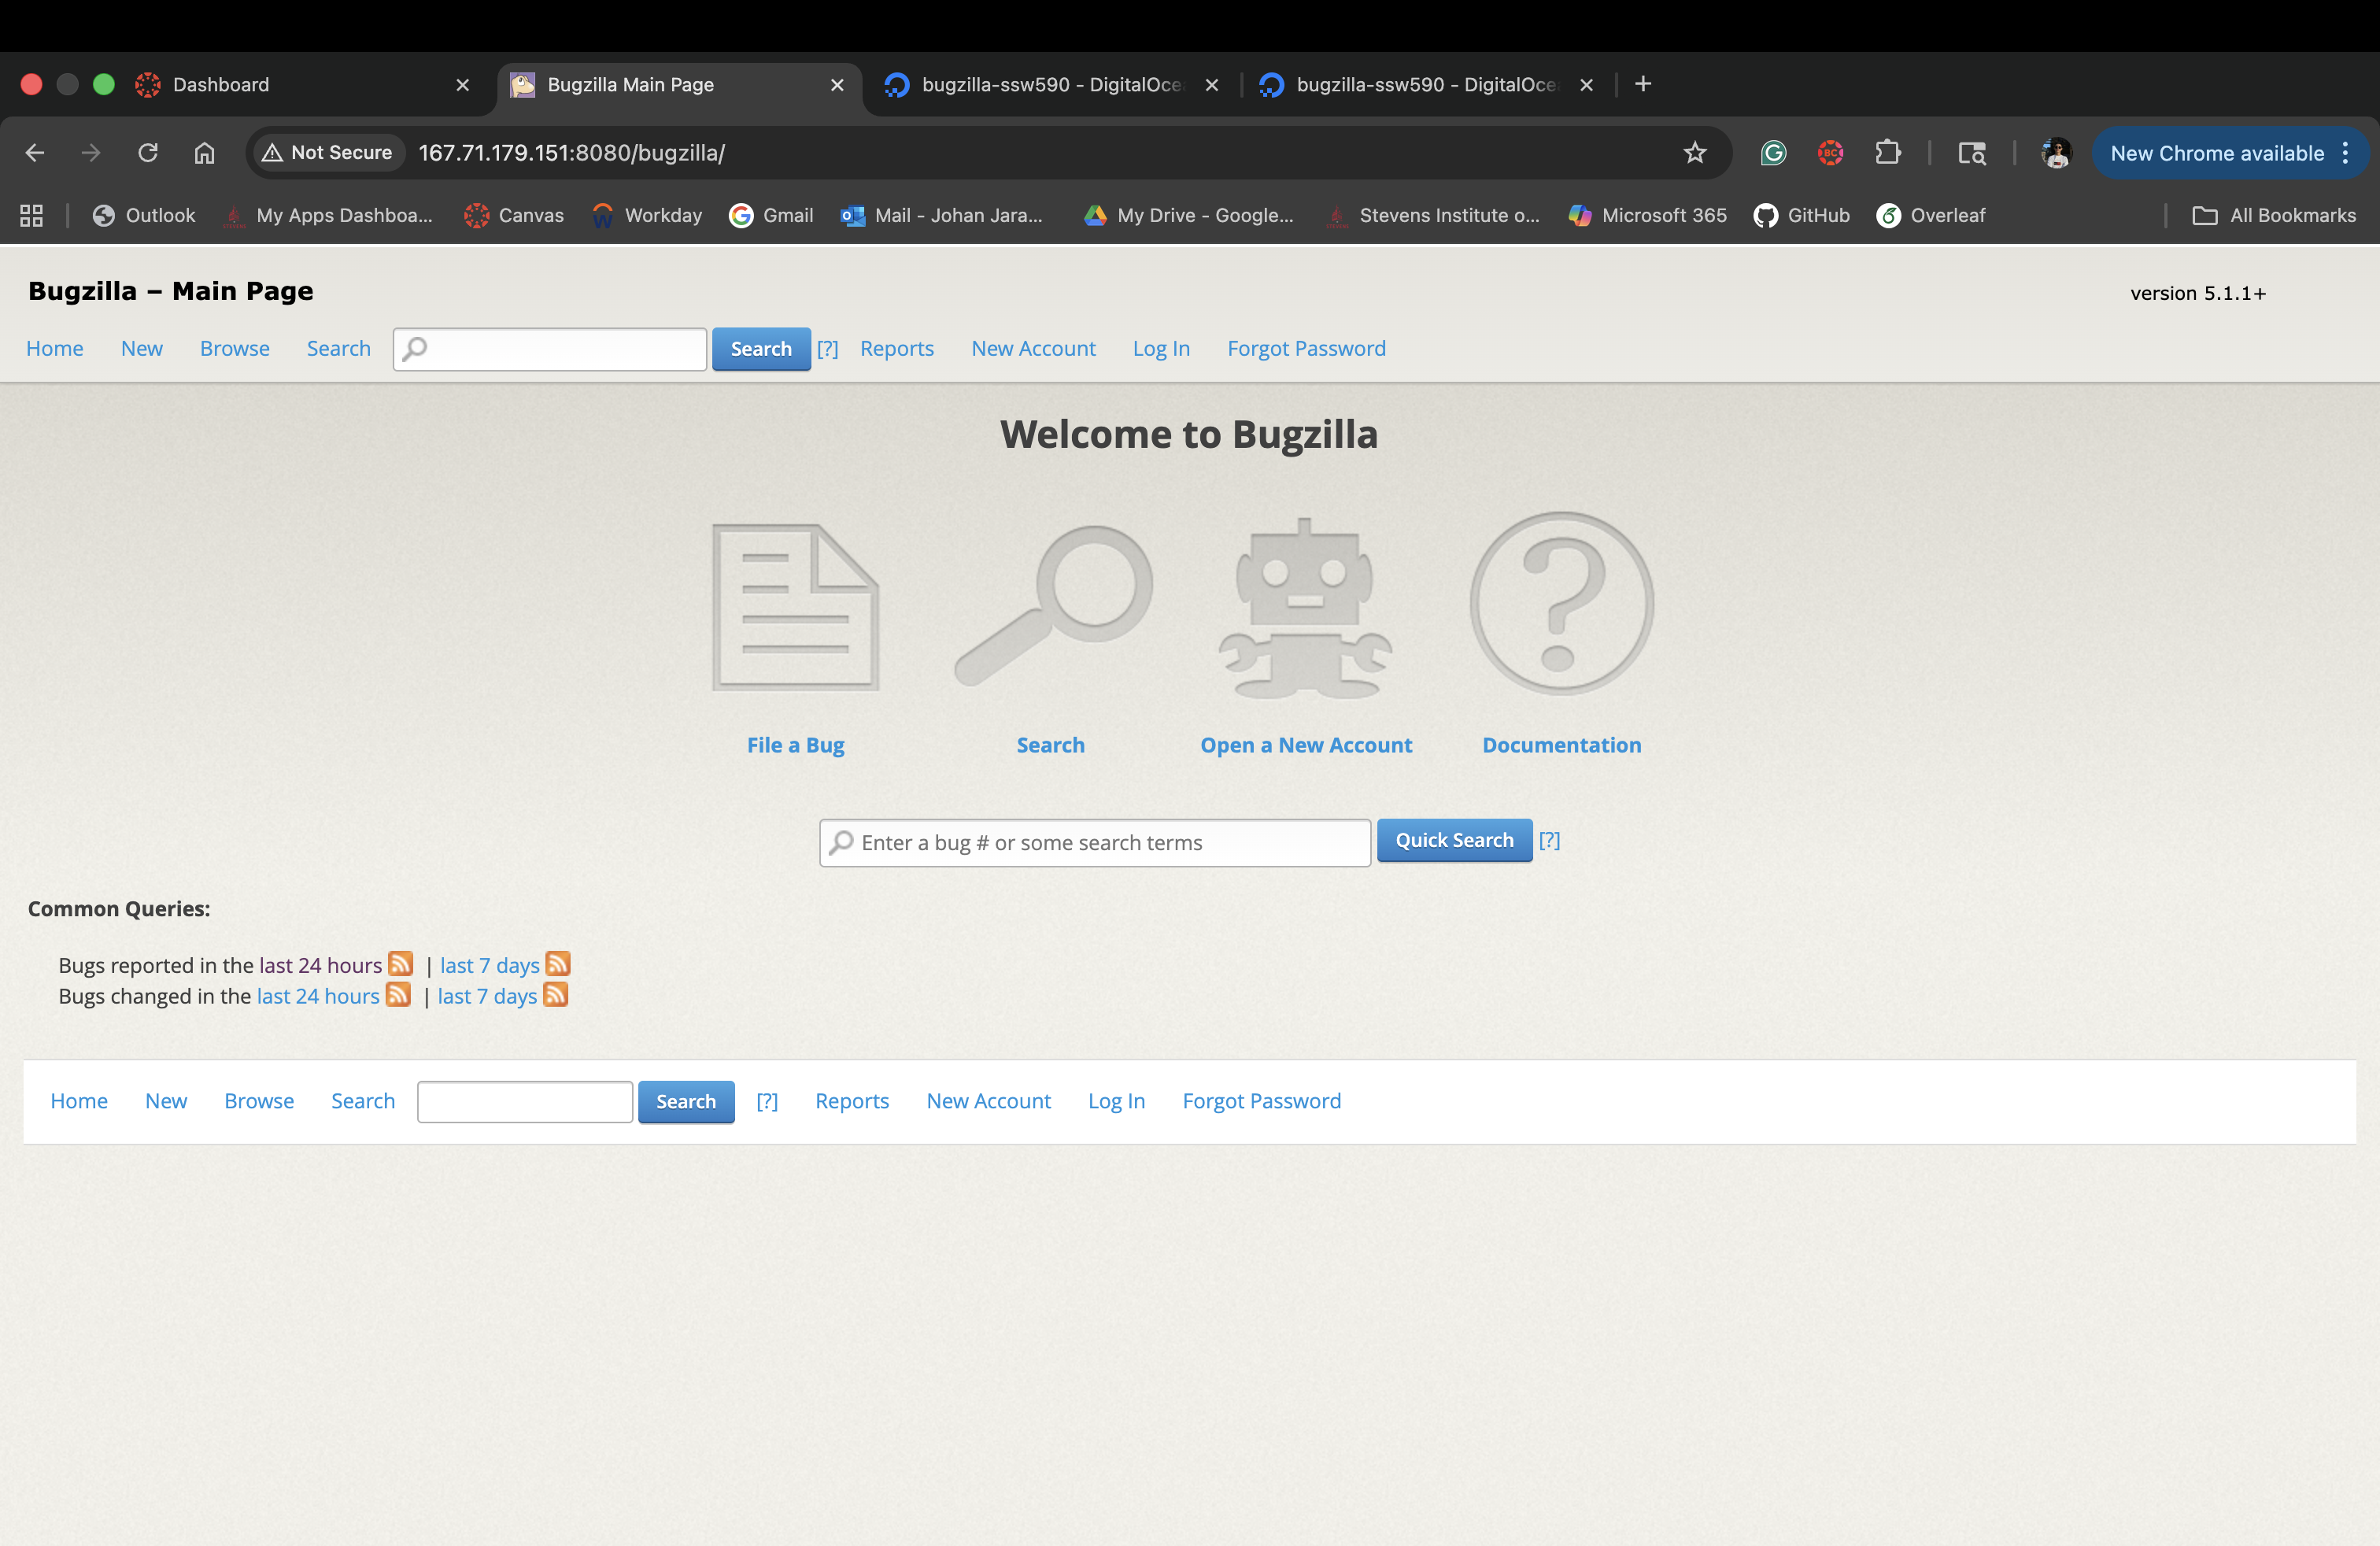 Dashboard
Bugzilla Main Page
bugzilla-ssw590 - DigitalOce
bugzilla-ssw590 - DigitalOce
Not Secure
167.71.179.151:8080/bugzilla/
BC
New Chrome available
Outlook
My Apps Dashboa...
Canvas
Workday
Gmail
Mail - Johan Jara...
My Drive - Google...
Stevens Institute o...
Microsoft 365
GitHub
Overleaf
All Bookmarks
Bugzilla – Main Page
version 5.1.1+
Home New Browse Search Search [?] Reports New Account Log In Forgot Password
Welcome to Bugzilla
File a Bug
Search
Open a New Account
Documentation
Enter a bug # or some search terms
Quick Search [?]
Common Queries:
Bugs reported in the last 24 hours | last 7 days
Bugs changed in the last 24 hours | last 7 days
Home New Browse Search Search [?] Reports New Account Log In Forgot Password